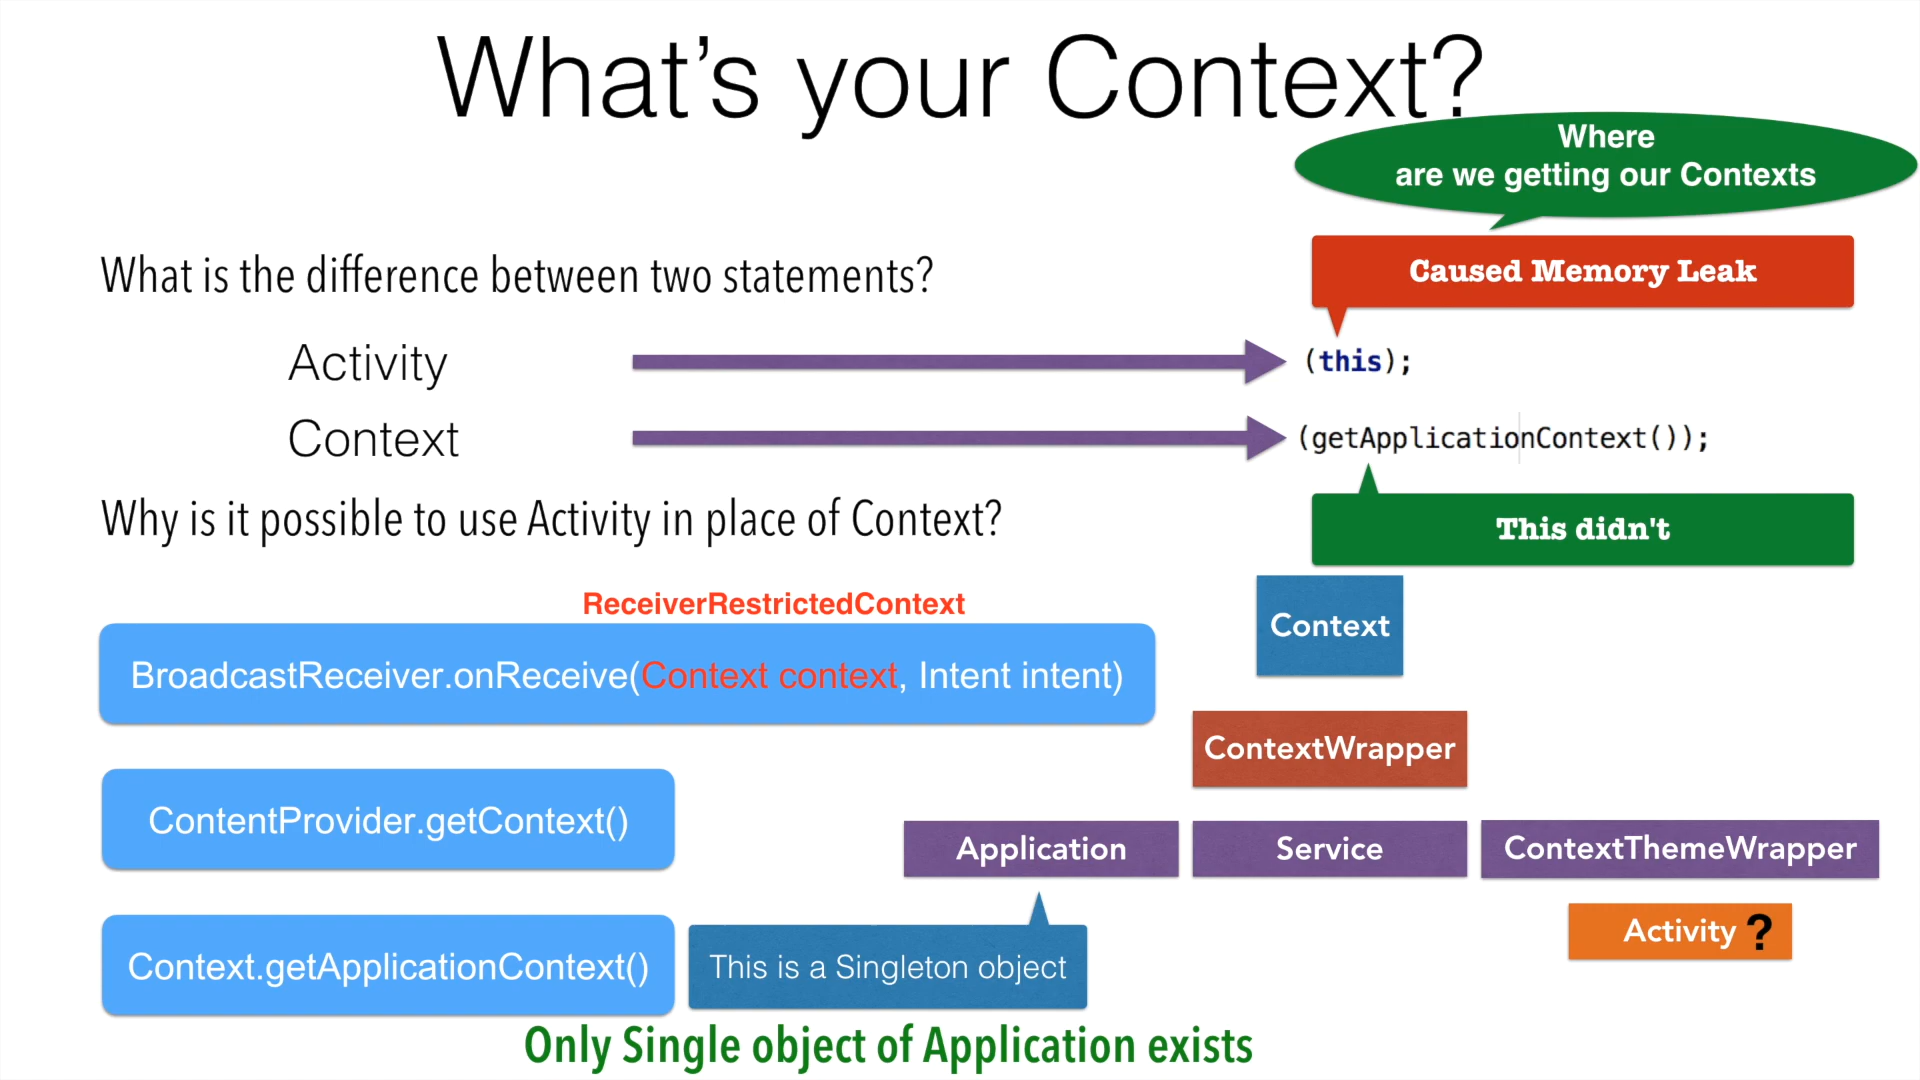 What's your Context?
Where
are we getting our Contexts
What is the difference between two statements?
Caused Memory Leak
Activity
(this);
Context
(getApplicationContext());
Why is it possible to use Activity in place of Context?
This didn't
ReceiverRestrictedContext
Context
BroadcastReceiver.onReceive(Context context, Intent intent)
ContextWrapper
ContentProvider.getContext()
Application
Service
ContextThemeWrapper
Activity ?
Context.getApplicationContext()
This is a Singleton object
Only Single object of Application exists